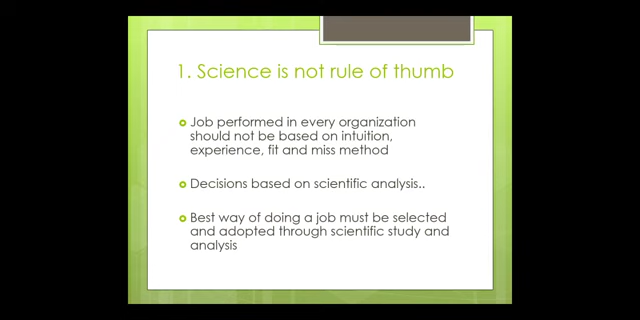 1. Science is not rule of thumb
Job performed in every organization
should not be based on intuition,
experience, fit and miss method
Decisions based on scientific analysis..
Best way of doing a job must be selected
and adopted through scientific study and
analysis